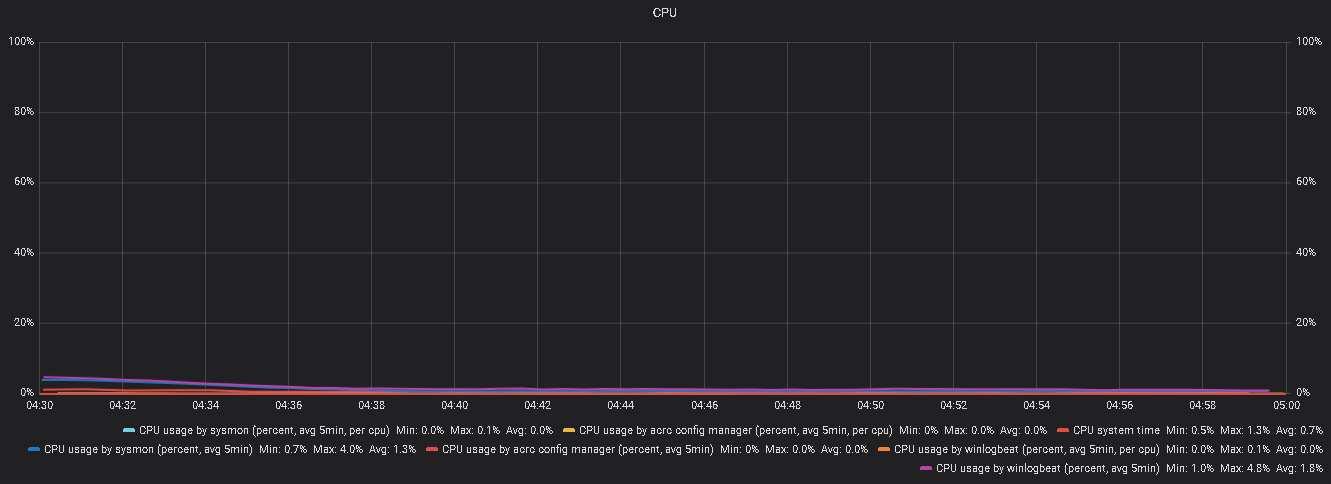 CPU
100% 100%
80% 80%
60% 60%
40% 40%
20% 20%
0% 0%
04:30 04:32 04:34 04:36 04:38 04:40 04:42 04:44 04:46 04:48 04:50 04:52 04:54 04:56 04:58 05:00
CPU usage by sysmon (percent, avg 5min, per cpu) Min: 0.0% Max: 0.1% Avg: 0.0% CPU usage by acrc config manager (percent, avg 5min, per cpu) Min: 0% Max: 0.0% Avg: 0.0% CPU system time Min: 0.5% Max: 1.3% Avg: 0.7%
CPU usage by sysmon (percent, avg 5min) Min: 0.7% Max: 4.0% Avg: 1.3% CPU usage by acrc config manager (percent, avg 5min) Min: 0% Max: 0.0% Avg: 0.0% CPU usage by winlogbeat (percent, avg 5min, per cpu) Min: 0.0% Max: 0.1% Avg: 0.0%
CPU usage by winlogbeat (percent, avg 5min) Min: 1.0% Max: 4.8% Avg: 1.8%